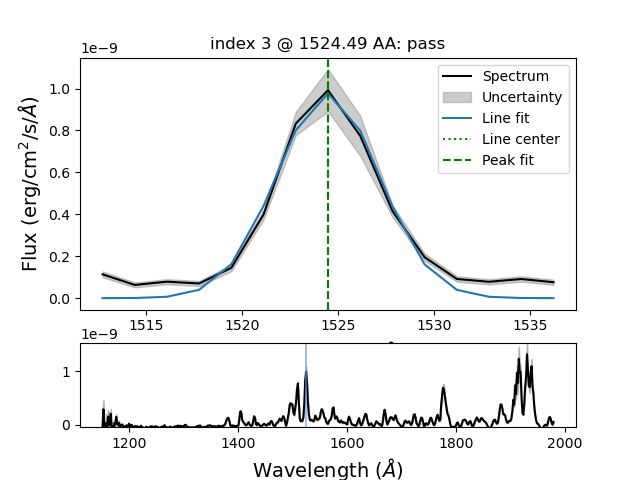 index 3 @ 1524.49 AA: pass
1e−9
1.0
0.8
0.6
0.4
0.2
0.0
Flux (erg/cm²/s/Å)
Spectrum
Uncertainty
Line fit
Line center
Peak fit
1515 1520 1525 1530 1535
1e−9
1
0
1200 1400 1600 1800 2000
Wavelength (Å)